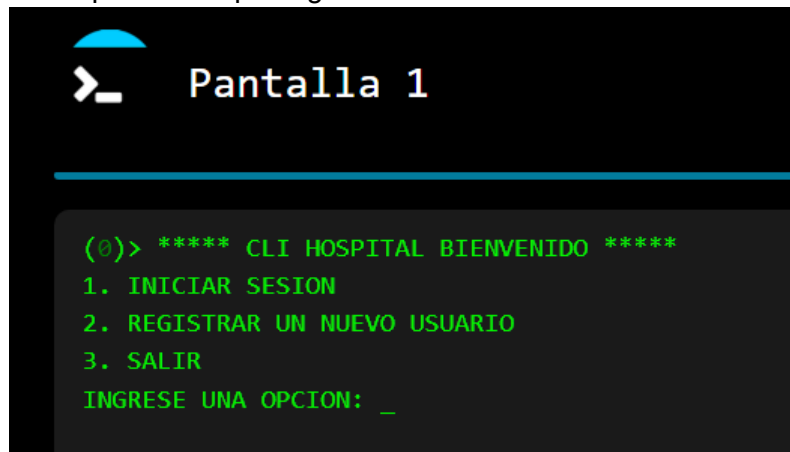 >_ Pantalla 1
(0)> ***** CLI HOSPITAL BIENVENIDO *****
1. INICIAR SESION
2. REGISTRAR UN NUEVO USUARIO
3. SALIR
INGRESE UNA OPCION: _